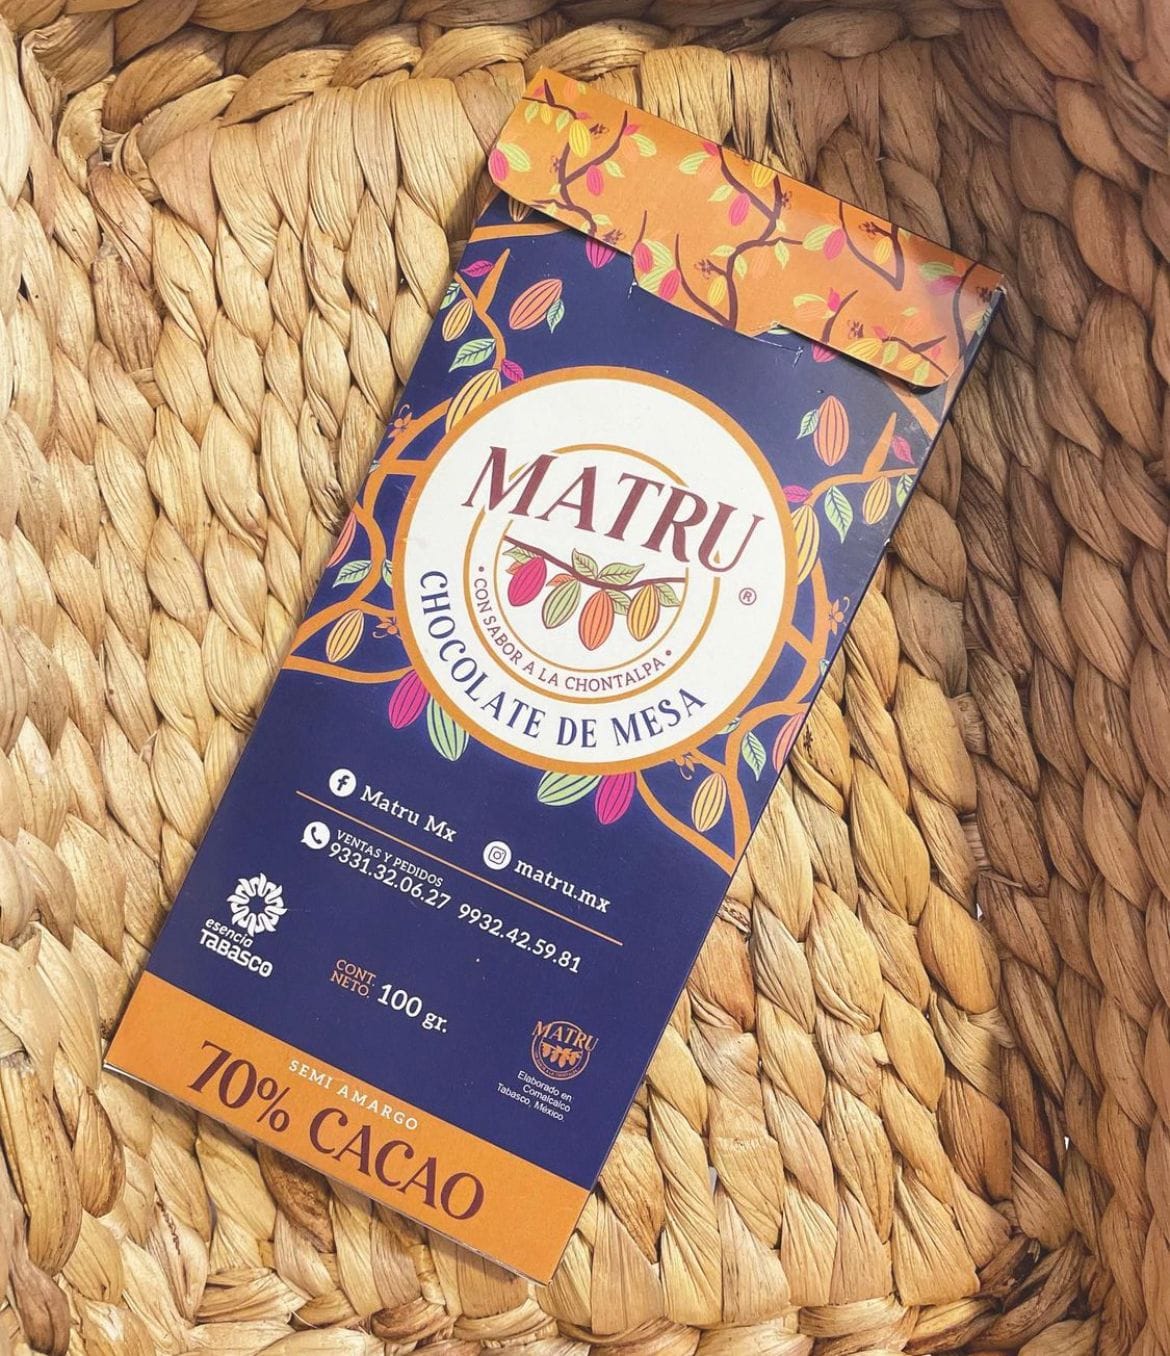 MATRU
®
• CON SABOR A LA CHONTALPA •
CHOCOLATE DE MESA
Matru Mx
matru.mx
VENTAS Y PEDIDOS
9331.32.06.27 9932.42.59.81
esencia
TaBasco
CONT.
NETO.
100 gr.
MATRU
Elaborado en
Comalcalco
Tabasco, México.
SEMI AMARGO
70% CACAO